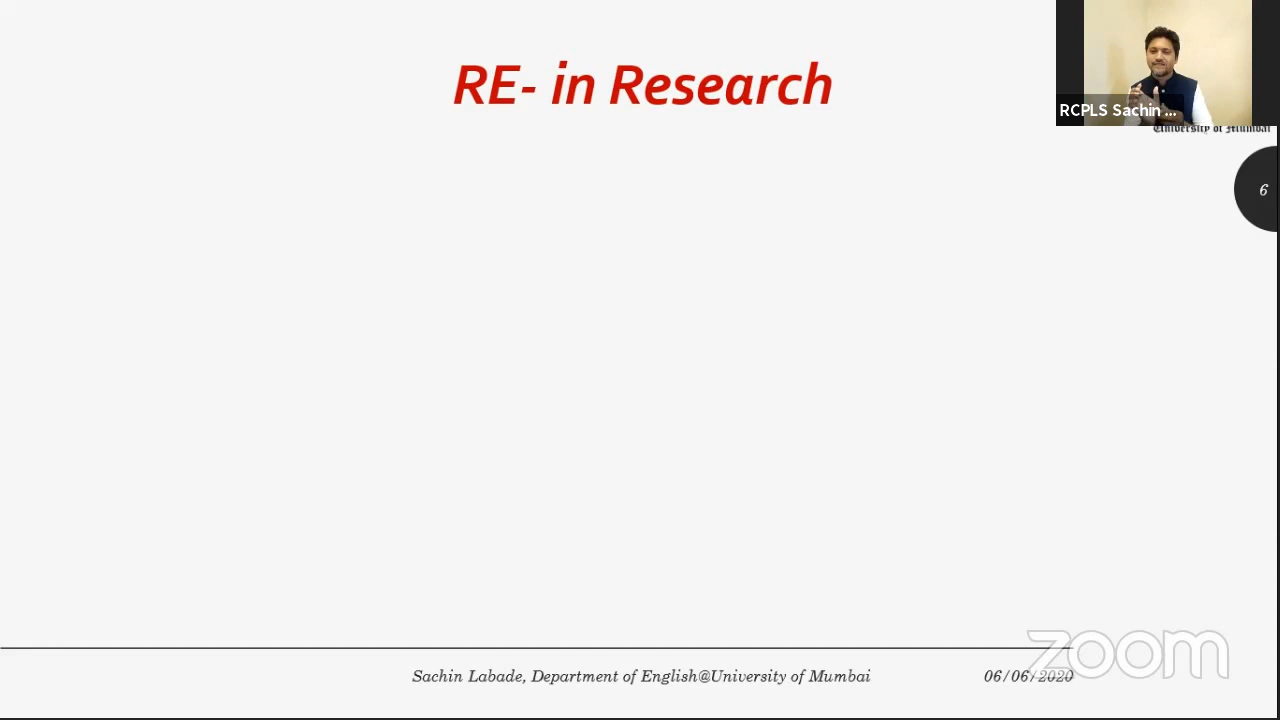 RE- in Research
RCPLS Sachin ...
University of Mumbai
6
Sachin Labade, Department of English@University of Mumbai
06/06/2020
zoom